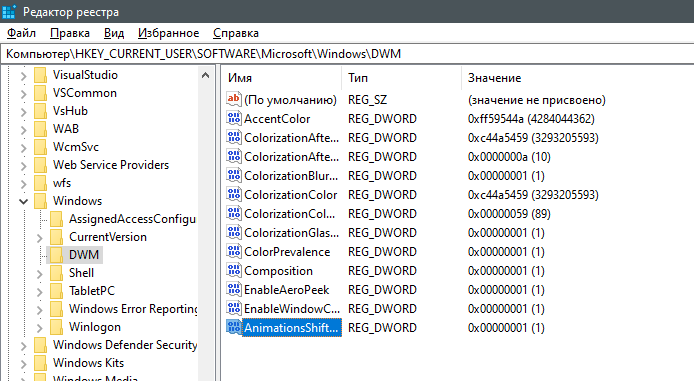 Редактор реестра
Файл Правка Вид Избранное Справка
Компьютер\HKEY_CURRENT_USER\SOFTWARE\Microsoft\Windows\DWM
VisualStudio
VSCommon
VsHub
WAB
WcmSvc
Web Service Providers
wfs
Windows
AssignedAccessConfigu
CurrentVersion
DWM
Shell
TabletPC
Windows Error Reporting
Winlogon
Windows Defender Security
Windows Kits
Windows Media
Имя Тип Значение
(По умолчанию) REG_SZ (значение не присвоено)
AccentColor REG_DWORD 0xff59544a (4284044362)
ColorizationAfte... REG_DWORD 0xc44a5459 (3293205593)
ColorizationAfte... REG_DWORD 0x0000000a (10)
ColorizationBlur... REG_DWORD 0x00000001 (1)
ColorizationColor REG_DWORD 0xc44a5459 (3293205593)
ColorizationCol... REG_DWORD 0x00000059 (89)
ColorizationGlas... REG_DWORD 0x00000001 (1)
ColorPrevalence REG_DWORD 0x00000001 (1)
Composition REG_DWORD 0x00000001 (1)
EnableAeroPeek REG_DWORD 0x00000001 (1)
EnableWindowC... REG_DWORD 0x00000001 (1)
AnimationsShift... REG_DWORD 0x00000001 (1)